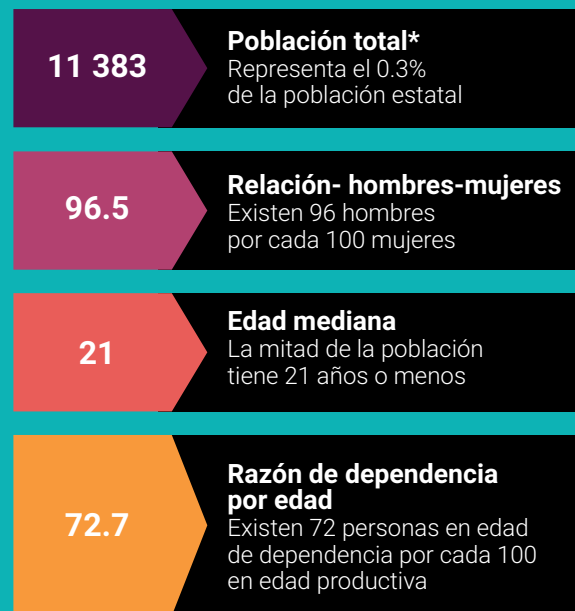 11 383
Población total*
Representa el 0.3%
de la población estatal
96.5
Relación- hombres-mujeres
Existen 96 hombres
por cada 100 mujeres
21
Edad mediana
La mitad de la población
tiene 21 años o menos
72.7
Razón de dependencia
por edad
Existen 72 personas en edad
de dependencia por cada 100
en edad productiva